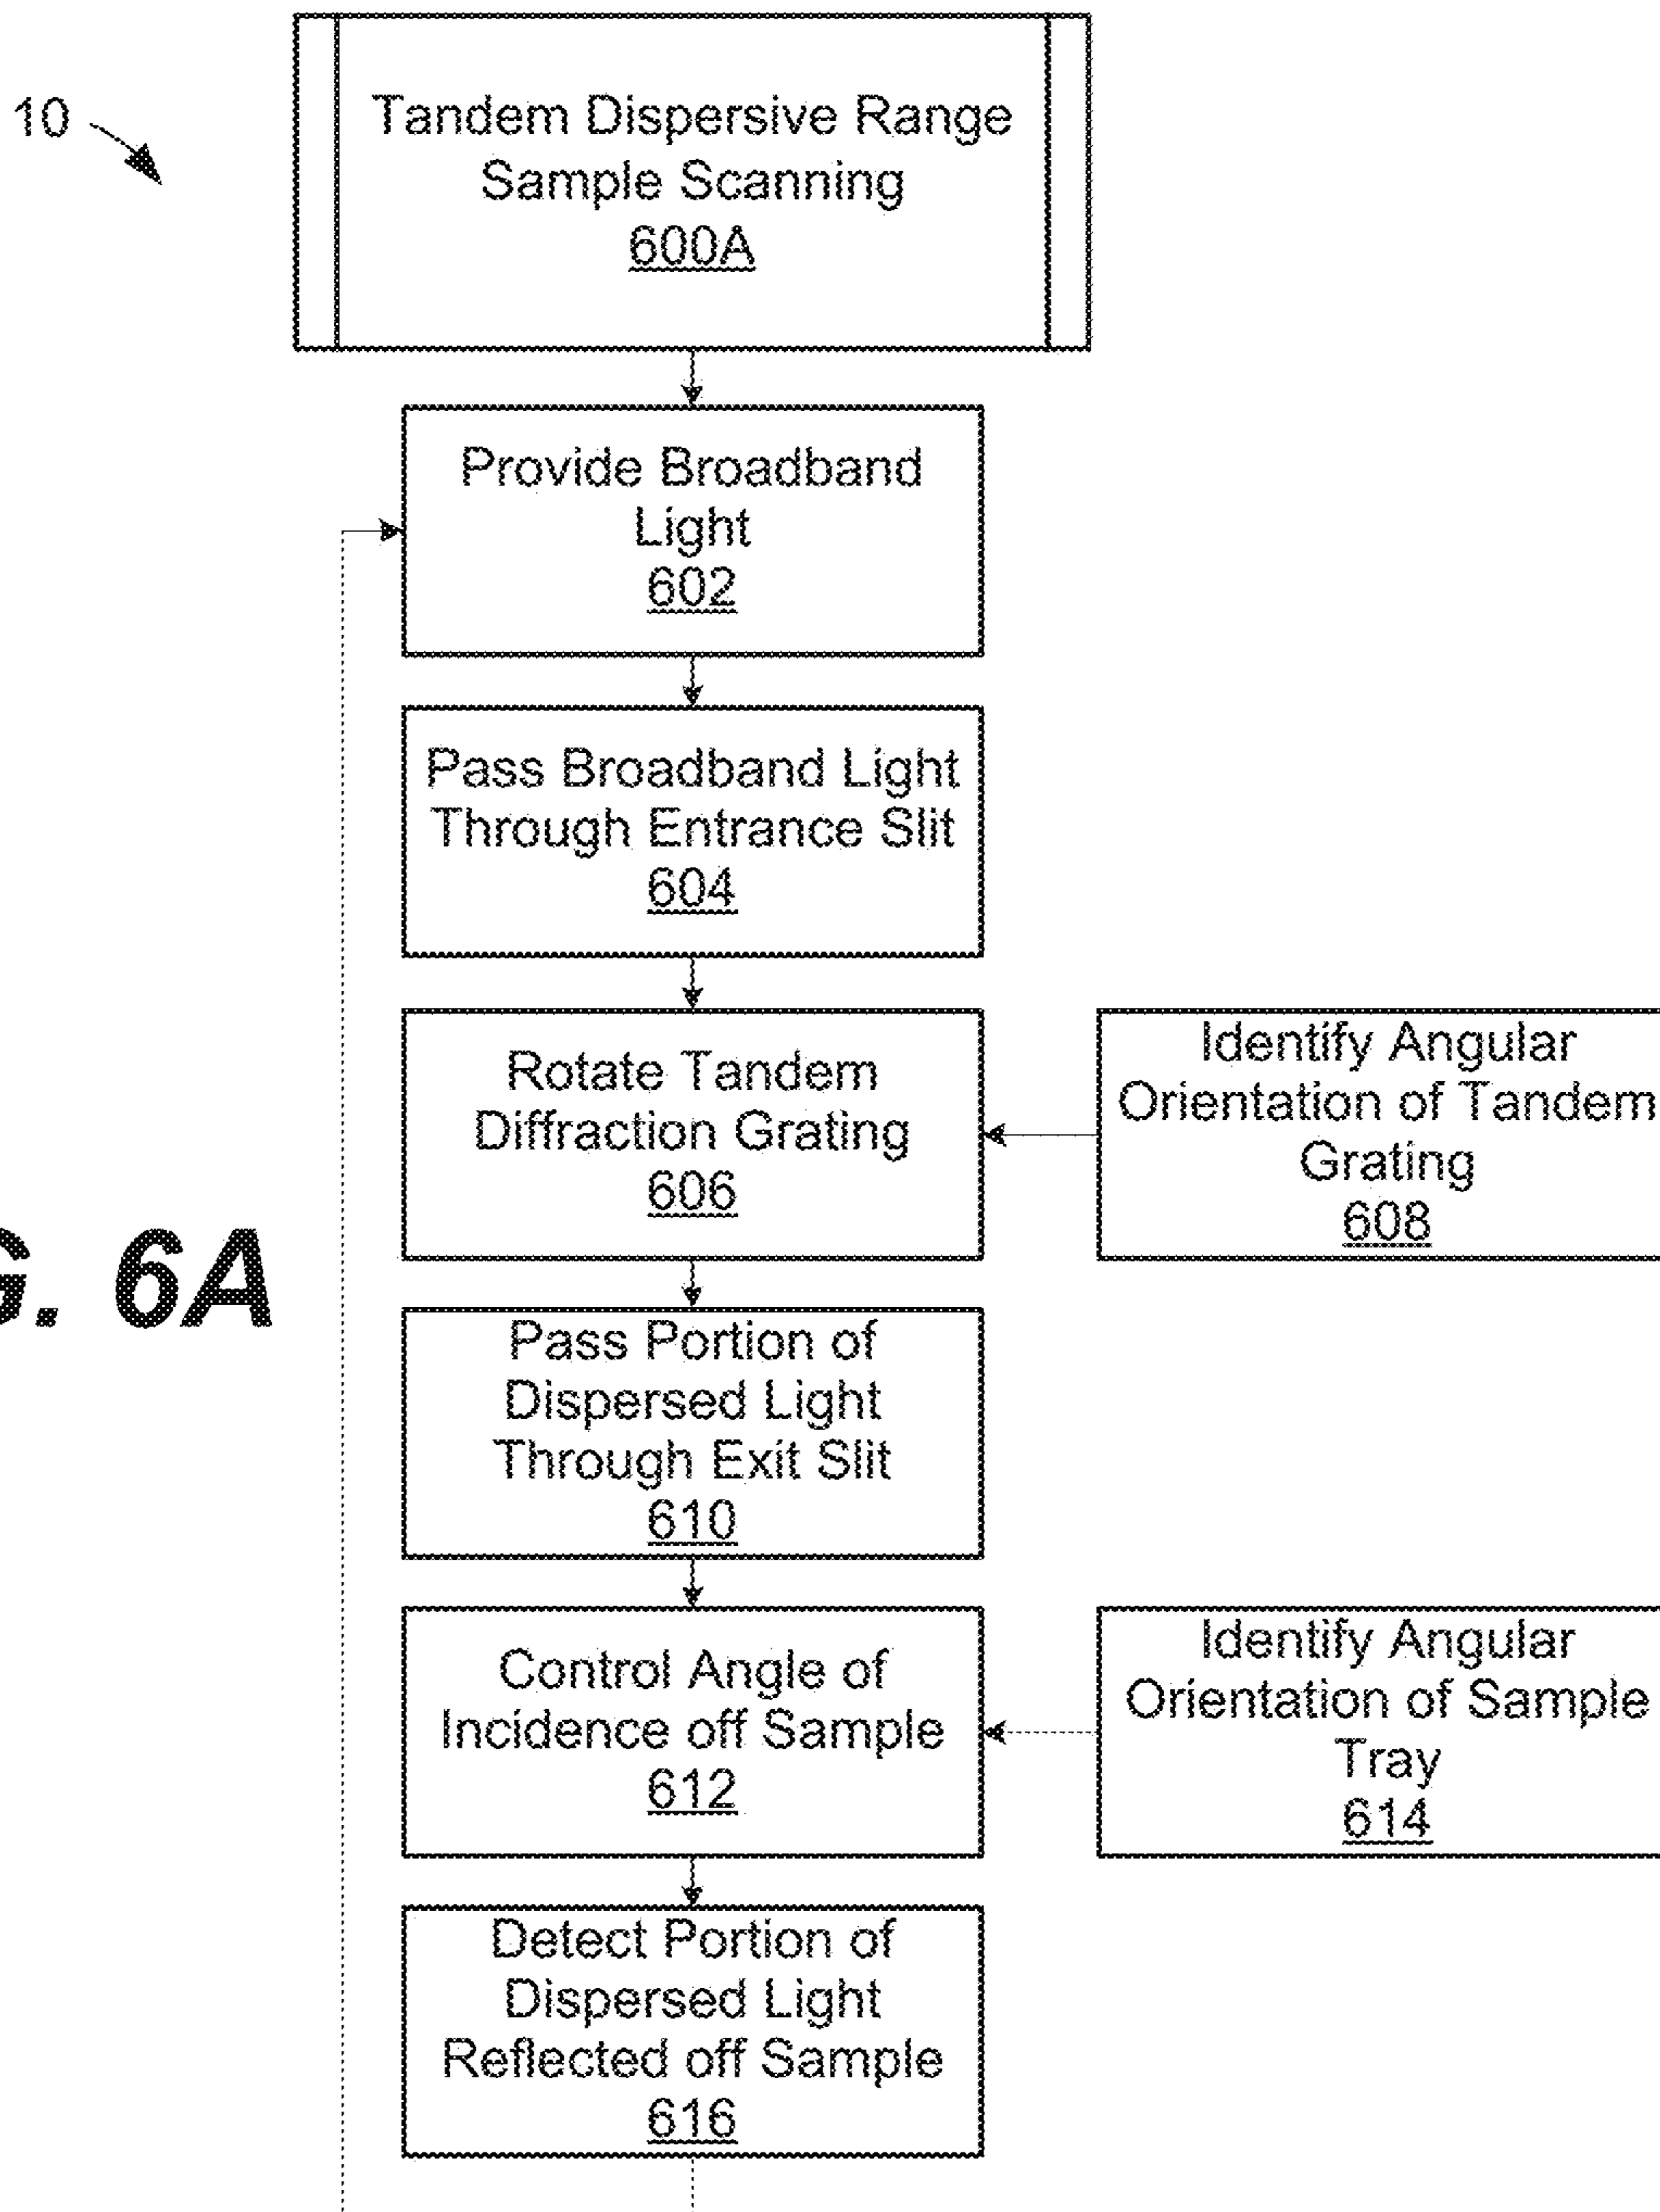 10
Tandem Dispersive Range
Sample Scanning
600A
Provide Broadband
Light
602
Pass Broadband Light
Through Entrance Slit
604
Rotate Tandem
Diffraction Grating
606
Identify Angular
Orientation of Tandem
Grating
608
G. 6A
Pass Portion of
Dispersed Light
Through Exit Slit
610
Control Angle of
Incidence off Sample
612
Identify Angular
Orientation of Sample
Tray
614
Detect Portion of
Dispersed Light
Reflected off Sample
616